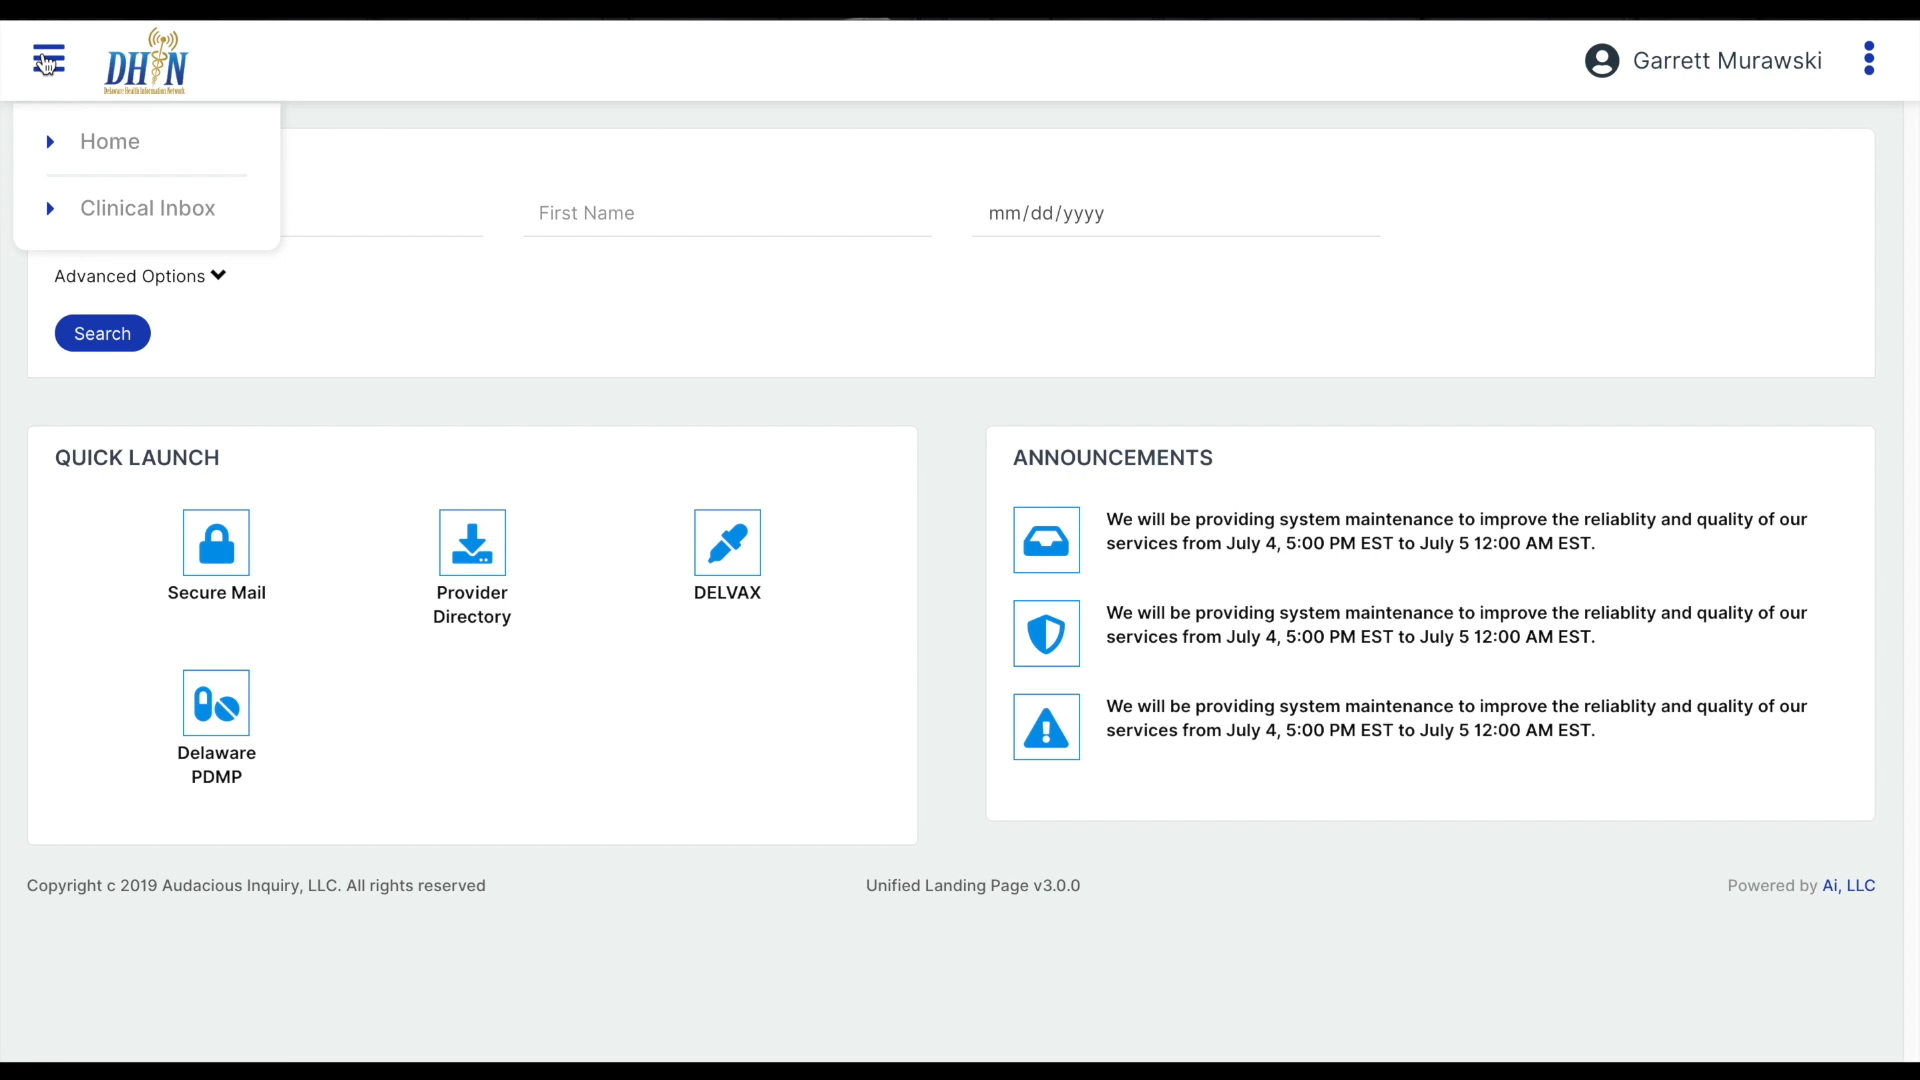 DHIN
Delaware Health Information Network
Garrett Murawski
Home
Clinical Inbox
First Name
mm/dd/yyyy
Advanced Options
Search
QUICK LAUNCH
Secure Mail
Provider
Directory
DELVAX
Delaware
PDMP
ANNOUNCEMENTS
We will be providing system maintenance to improve the reliablity and quality of our
services from July 4, 5:00 PM EST to July 5 12:00 AM EST.
We will be providing system maintenance to improve the reliablity and quality of our
services from July 4, 5:00 PM EST to July 5 12:00 AM EST.
We will be providing system maintenance to improve the reliablity and quality of our
services from July 4, 5:00 PM EST to July 5 12:00 AM EST.
Copyright c 2019 Audacious Inquiry, LLC. All rights reserved
Unified Landing Page v3.0.0
Powered by Ai, LLC